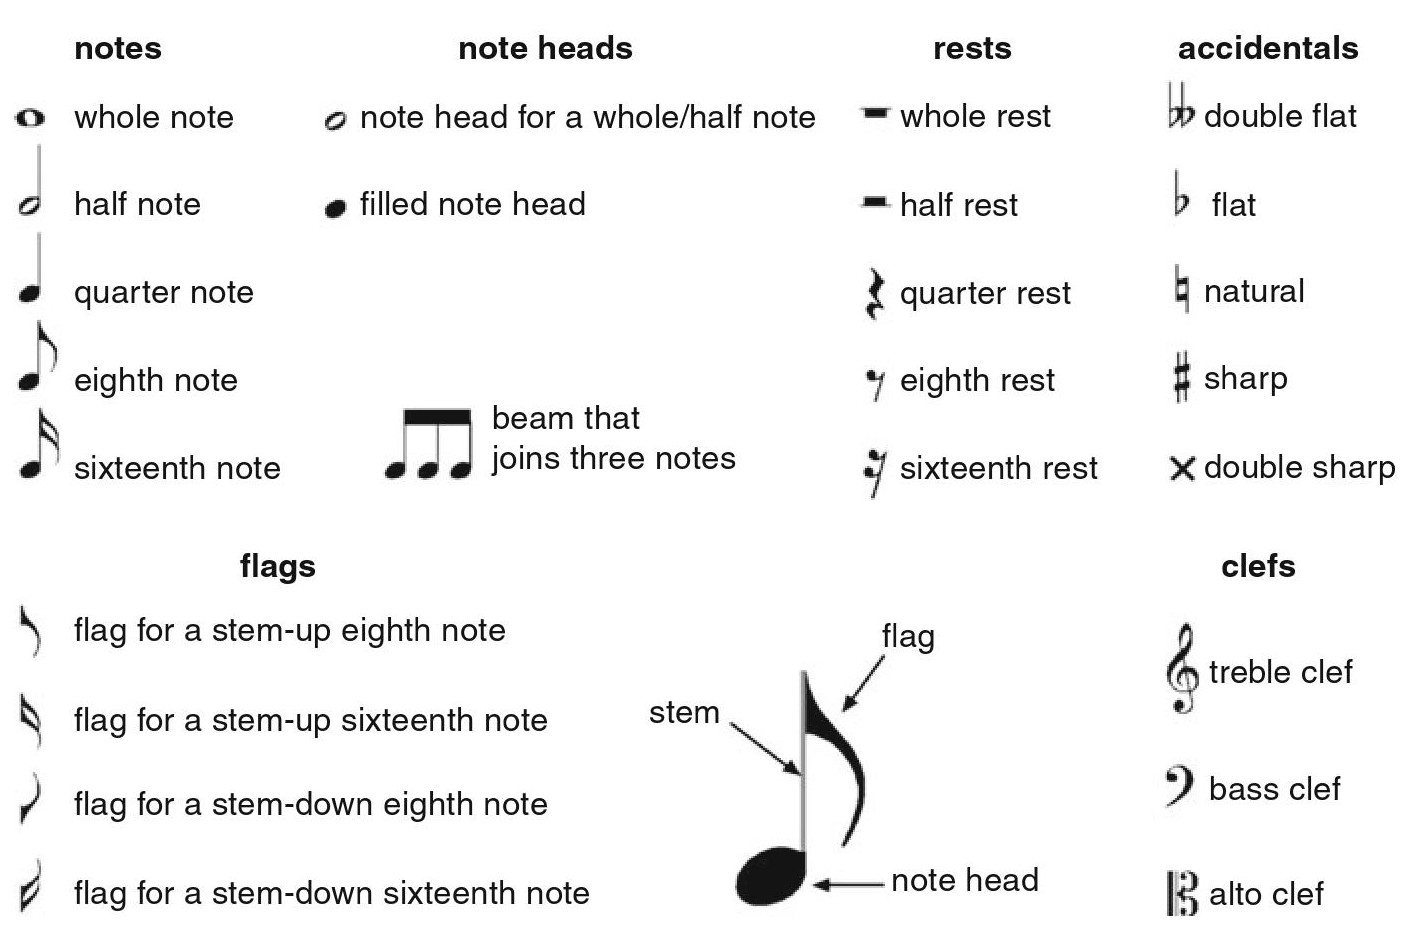 notes
whole note
half note
quarter note
eighth note
sixteenth note
note heads
note head for a whole/half note
filled note head
beam that
joins three notes
rests
whole rest
half rest
quarter rest
eighth rest
sixteenth rest
accidentals
double flat
flat
natural
sharp
double sharp
flags
flag for a stem-up eighth note
flag for a stem-up sixteenth note
flag for a stem-down eighth note
flag for a stem-down sixteenth note
flag
stem
note head
clefs
treble clef
bass clef
alto clef